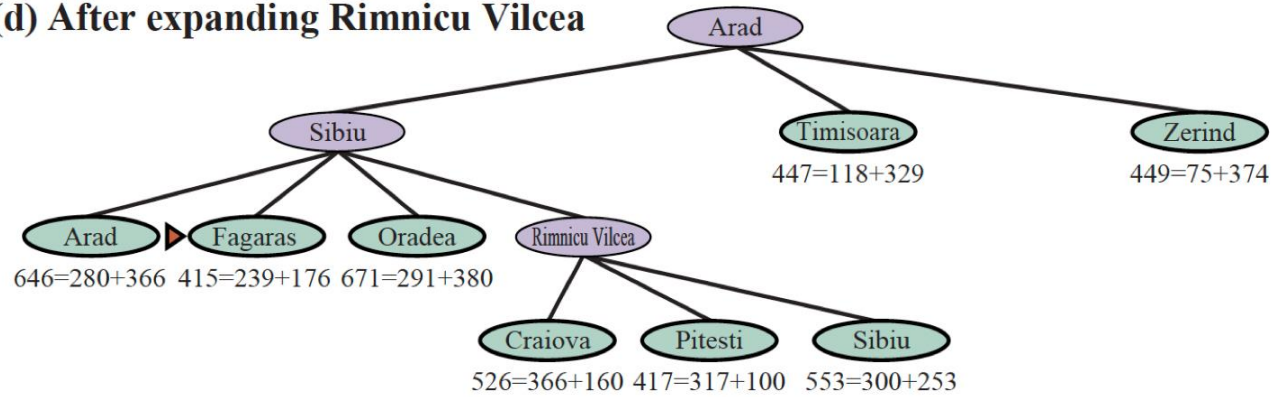 (d) After expanding Rimnicu Vilcea
Arad
Sibiu
Timisoara
Zerind
447=118+329
449=75+374
Arad
Fagaras
Oradea
Rimnicu Vilcea
646=280+366
415=239+176
671=291+380
Craiova
Pitesti
Sibiu
526=366+160
417=317+100
553=300+253